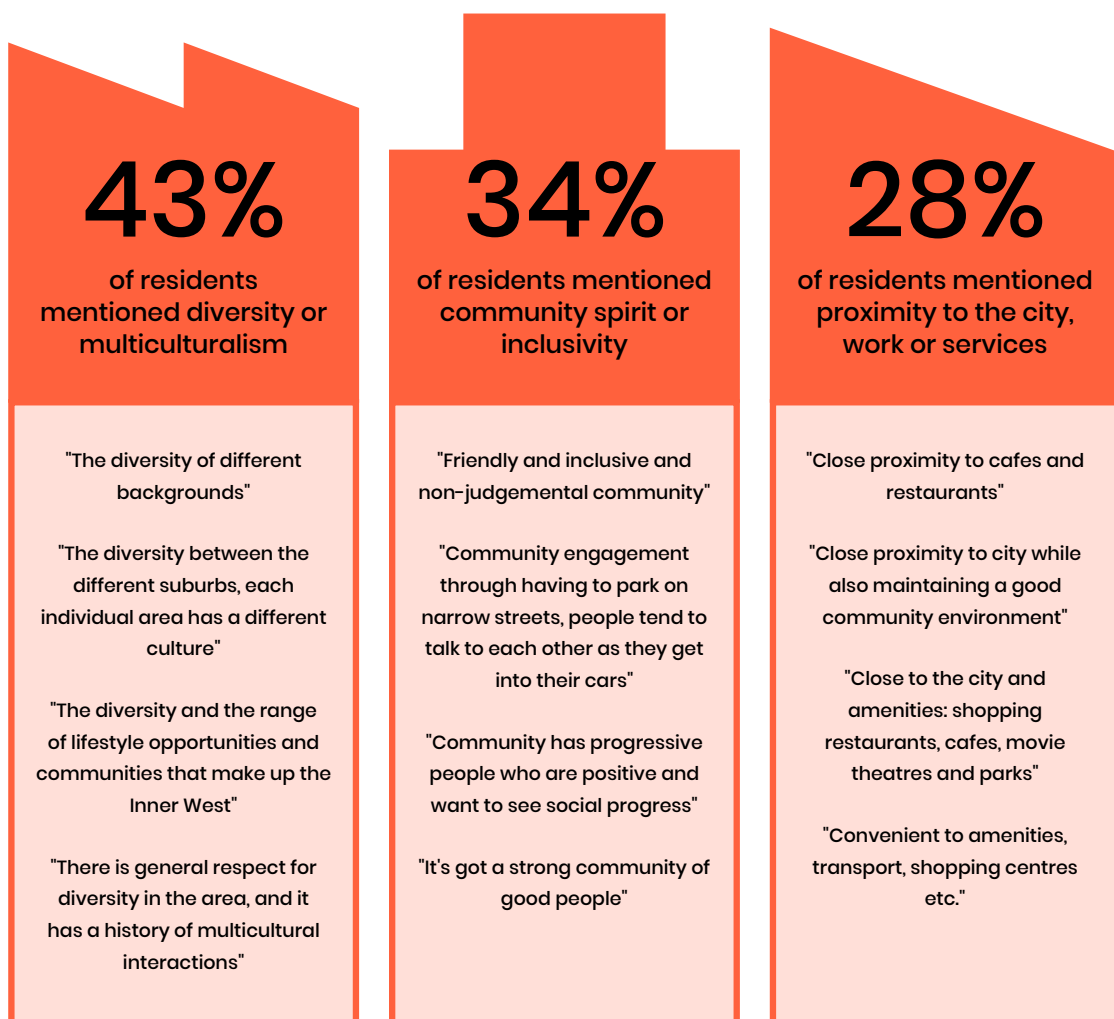 43%
of residents
mentioned diversity or
multiculturalism
"The diversity of different
backgrounds"
"The diversity between the
different suburbs, each
individual area has a different
culture"
"The diversity and the range
of lifestyle opportunities and
communities that make up the
Inner West"
"There is general respect for
diversity in the area, and it
has a history of multicultural
interactions"
34%
of residents mentioned
community spirit or
inclusivity
"Friendly and inclusive and
non-judgemental community"
"Community engagement
through having to park on
narrow streets, people tend to
talk to each other as they get
into their cars"
"Community has progressive
people who are positive and
want to see social progress"
"It's got a strong community of
good people"
28%
of residents mentioned
proximity to the city,
work or services
"Close proximity to cafes and
restaurants"
"Close proximity to city while
also maintaining a good
community environment"
"Close to the city and
amenities: shopping
restaurants, cafes, movie
theatres and parks"
"Convenient to amenities,
transport, shopping centres
etc."